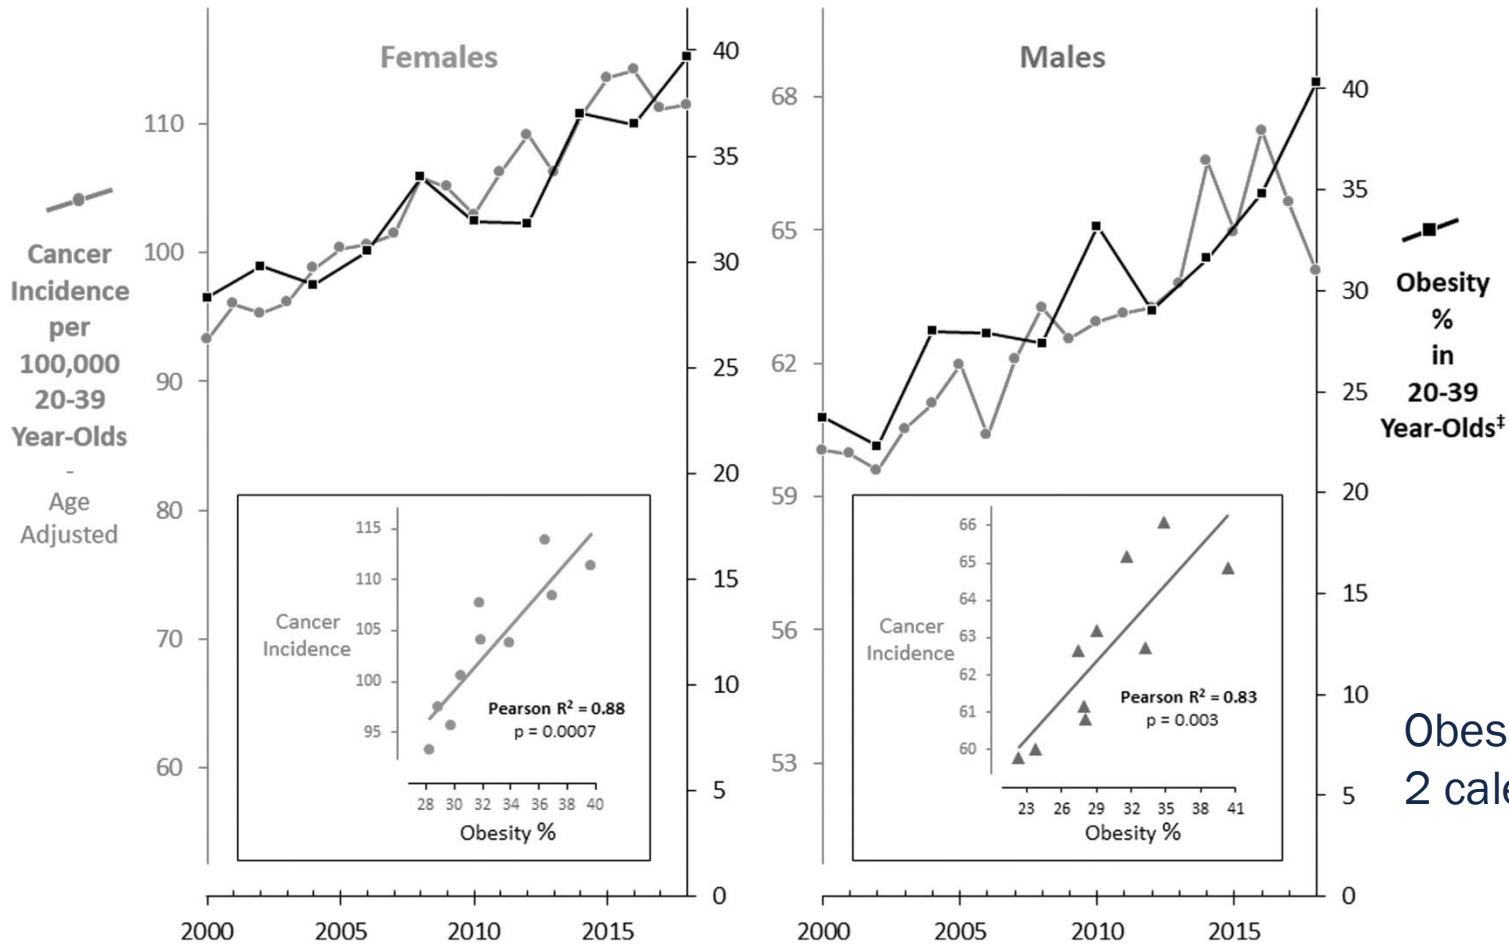 Females
Males
Cancer
Incidence
per
100,000
20-39
Year-Olds
-
Age
Adjusted
110
100
90
80
70
60
40
35
30
25
20
15
10
5
0
2000
2005
2010
2015
Cancer
Incidence
115
110
105
100
95
Pearson R² = 0.88
p = 0.0007
28 30 32 34 36 38 40
Obesity %
68
65
62
59
56
53
40
35
30
25
20
15
10
5
0
2000
2005
2010
2015
Cancer
Incidence
66
65
64
63
62
61
60
Pearson R² = 0.83
p = 0.003
23 26 29 32 35 38 41
Obesity %
Obesity
%
in
20-39
Year-Olds‡
Obes
2 cale